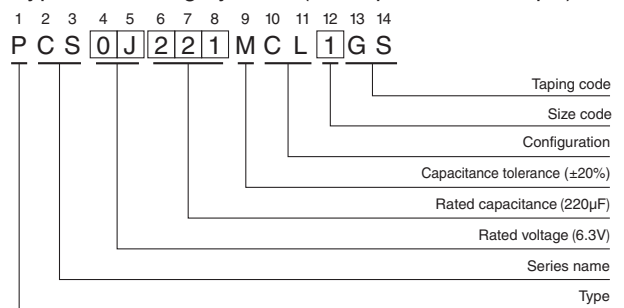 1 2 3 4 5 6 7 8 9 10 11 12 13 14
P C S 0 J 2 2 1 M C L 1 G S
Taping code
Size code
Configuration
Capacitance tolerance (±20%)
Rated capacitance (220µF)
Rated voltage (6.3V)
Series name
Type